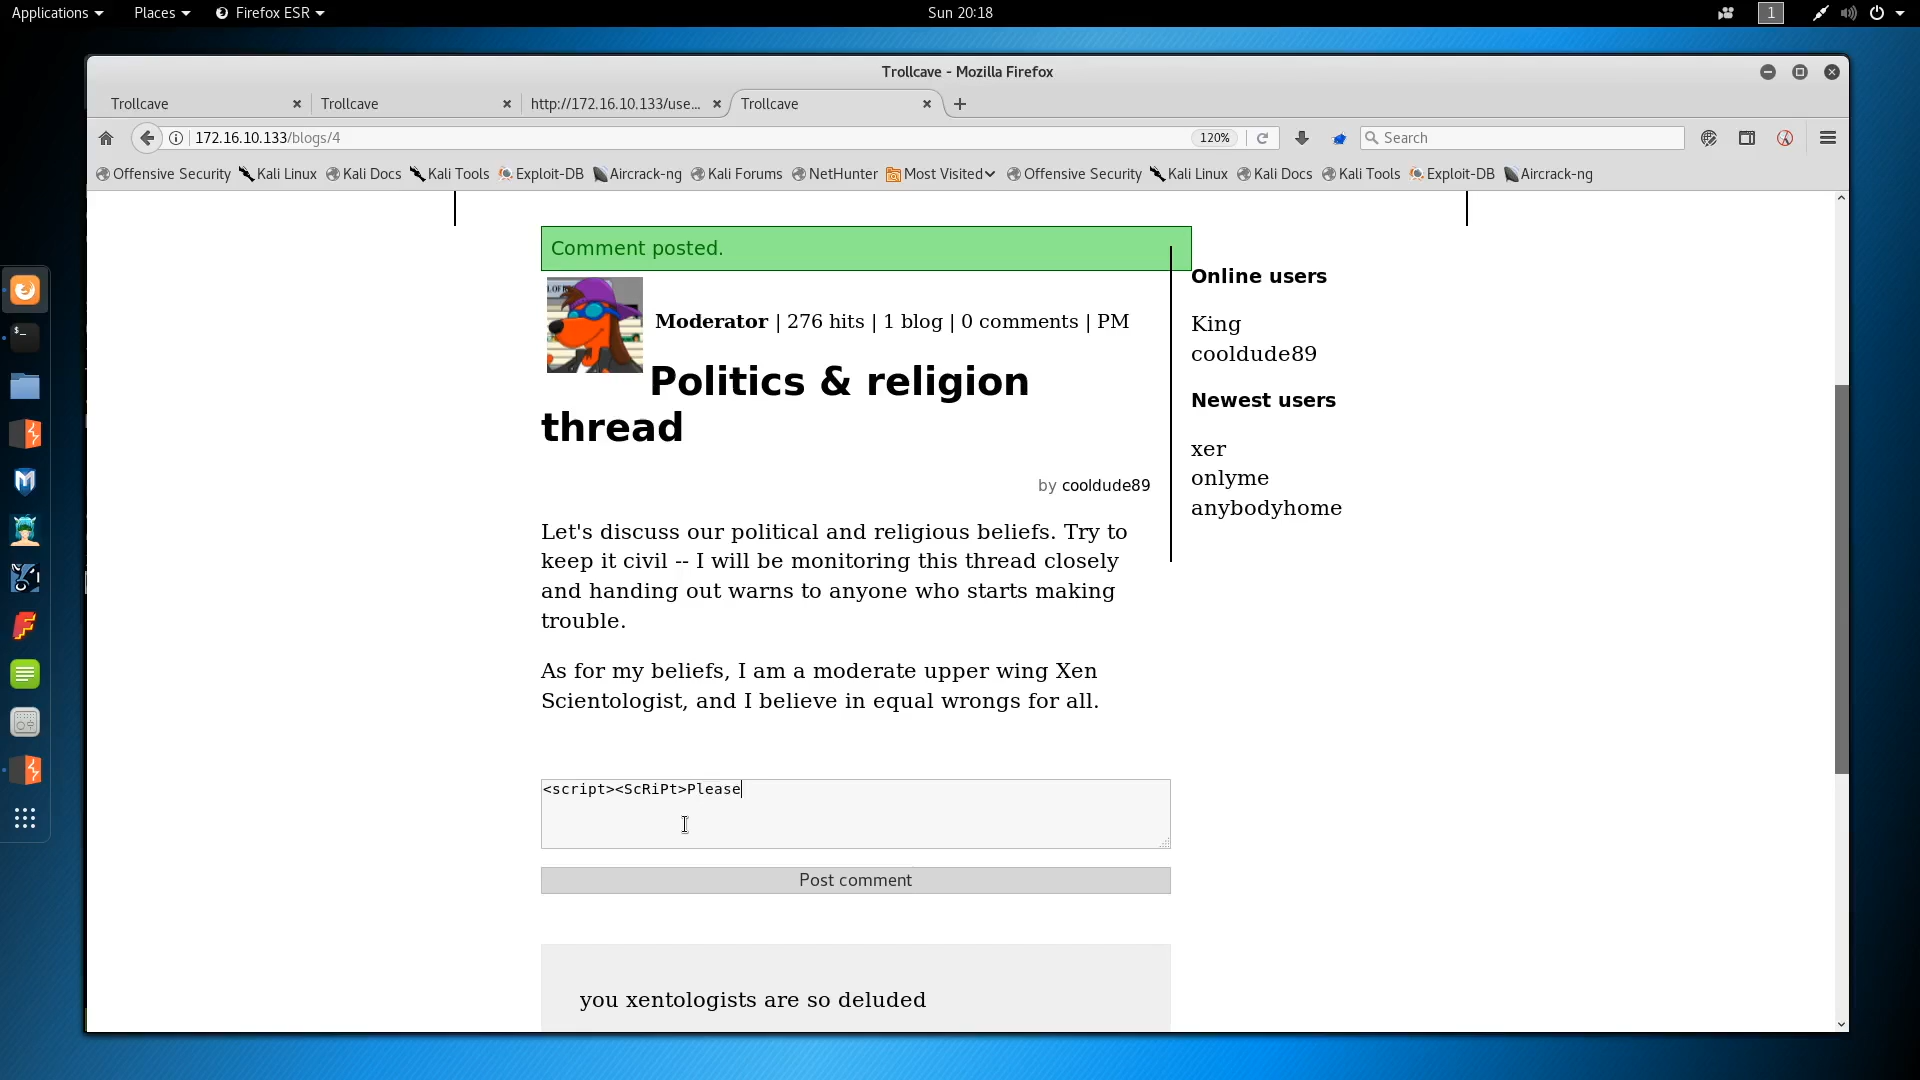 Applications Places Firefox ESR Sun 20:18 1
Trollcave - Mozilla Firefox
Trollcave Trollcave http://172.16.10.133/use... Trollcave
172.16.10.133/blogs/4 120% Search
Offensive Security Kali Linux Kali Docs Kali Tools Exploit-DB Aircrack-ng Kali Forums NetHunter Most Visited Offensive Security Kali Linux Kali Docs Kali Tools Exploit-DB Aircrack-ng
Comment posted.
Moderator | 276 hits | 1 blog | 0 comments | PM
Politics & religion
thread
by cooldude89
Let's discuss our political and religious beliefs. Try to
keep it civil -- I will be monitoring this thread closely
and handing out warns to anyone who starts making
trouble.
As for my beliefs, I am a moderate upper wing Xen
Scientologist, and I believe in equal wrongs for all.
<script><ScRiPt>Please
Post comment
you xentologists are so deluded
Online users
King
cooldude89
Newest users
xer
onlyme
anybodyhome